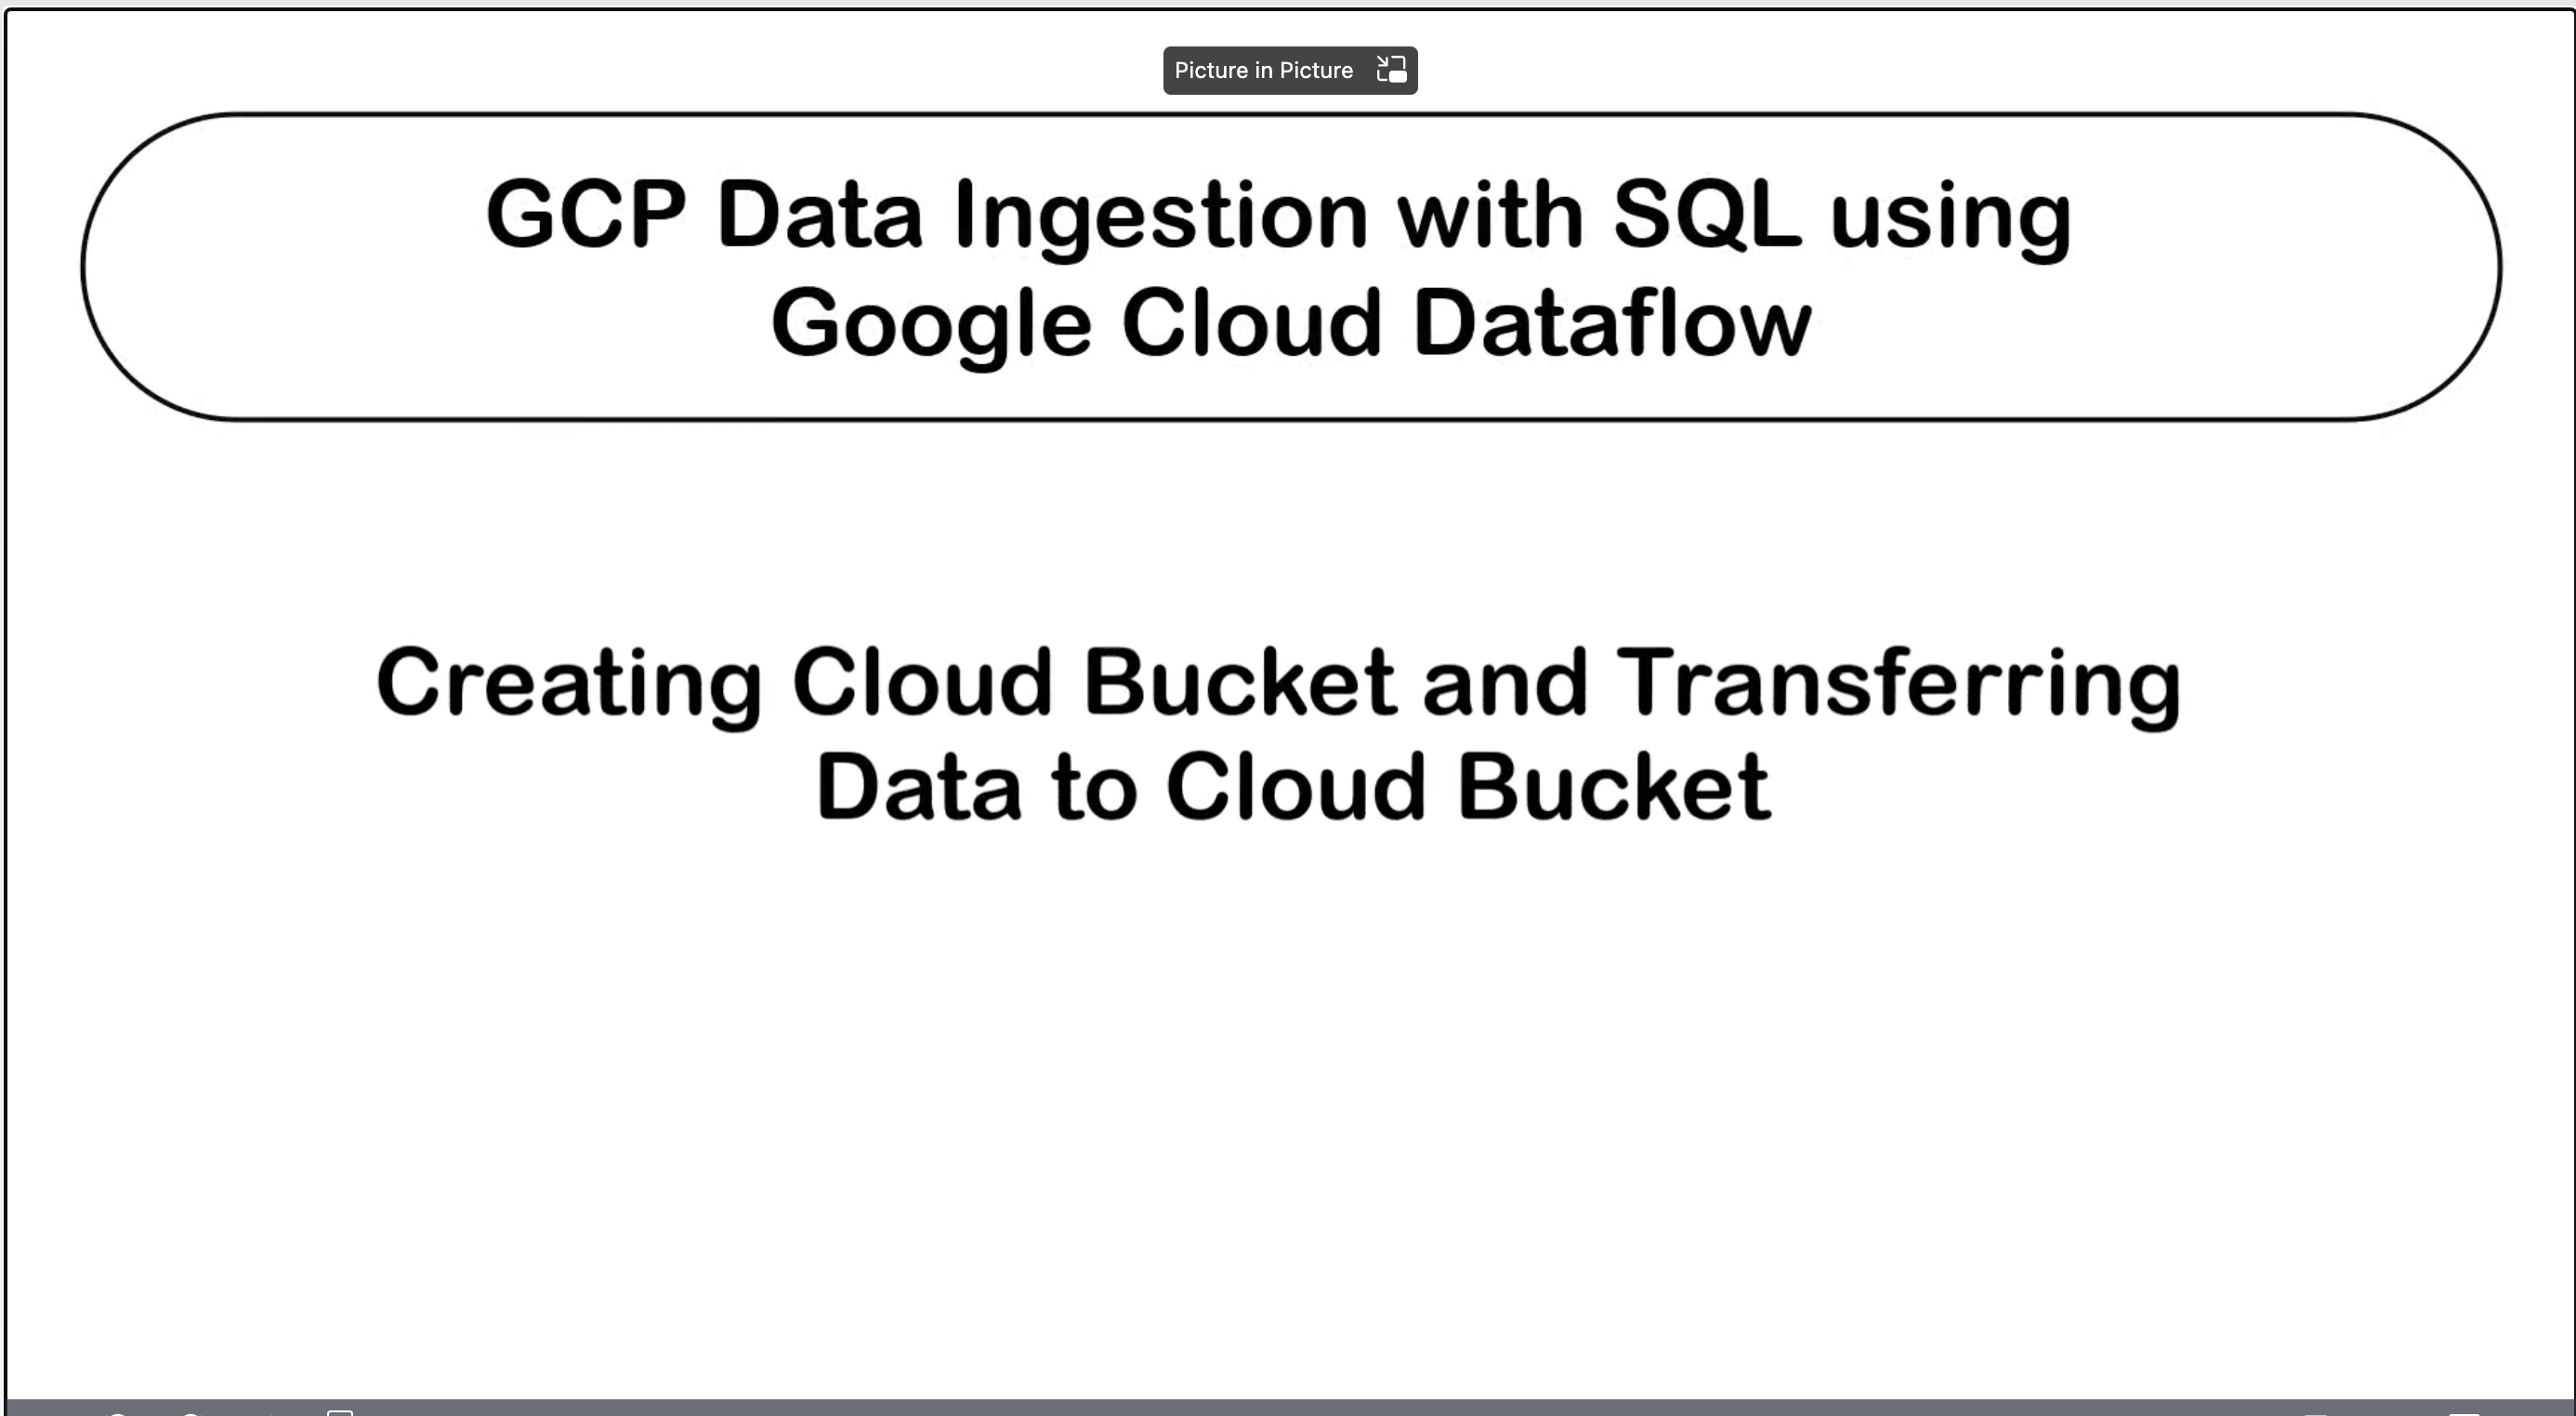 Picture in Picture
GCP Data Ingestion with SQL using
Google Cloud Dataflow
Creating Cloud Bucket and Transferring
Data to Cloud Bucket